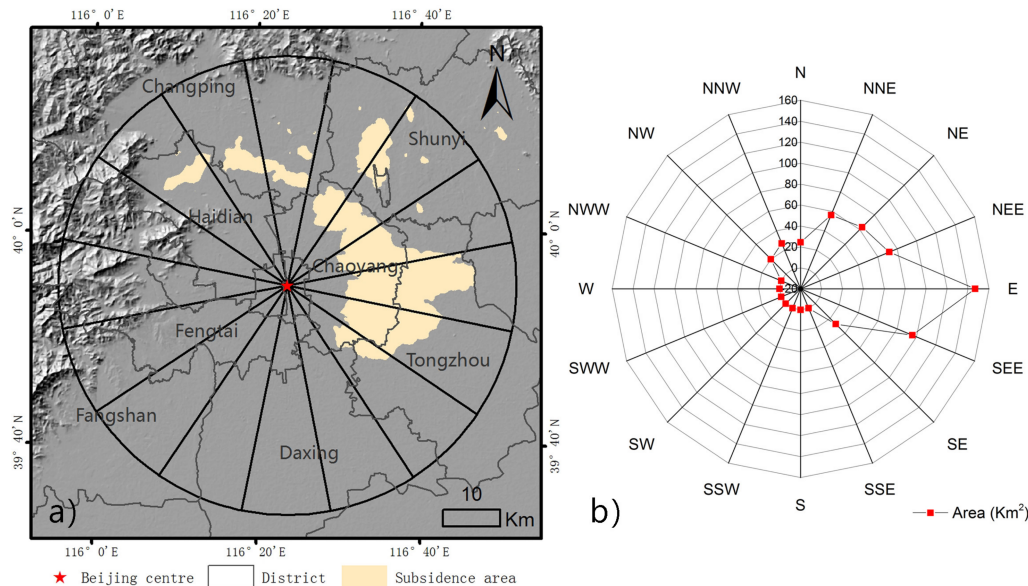 116° 0′E
116° 20′E
116° 40′E
N
Changping
Shunyi
Haidian
Chaoyang
Fengtai
Tongzhou
Fangshan
Daxing
40° 0′N
40° 0′N
39° 40′N
39° 40′N
10
Km
a)
116° 0′E
116° 20′E
116° 40′E
Beijing centre
District
Subsidence area
N
NNW
NNE
NW
NE
NWW
NEE
W
E
SWW
SEE
SW
SE
SSW
SSE
S
160
140
120
100
80
60
40
20
0
-20
b)
Area (Km²)